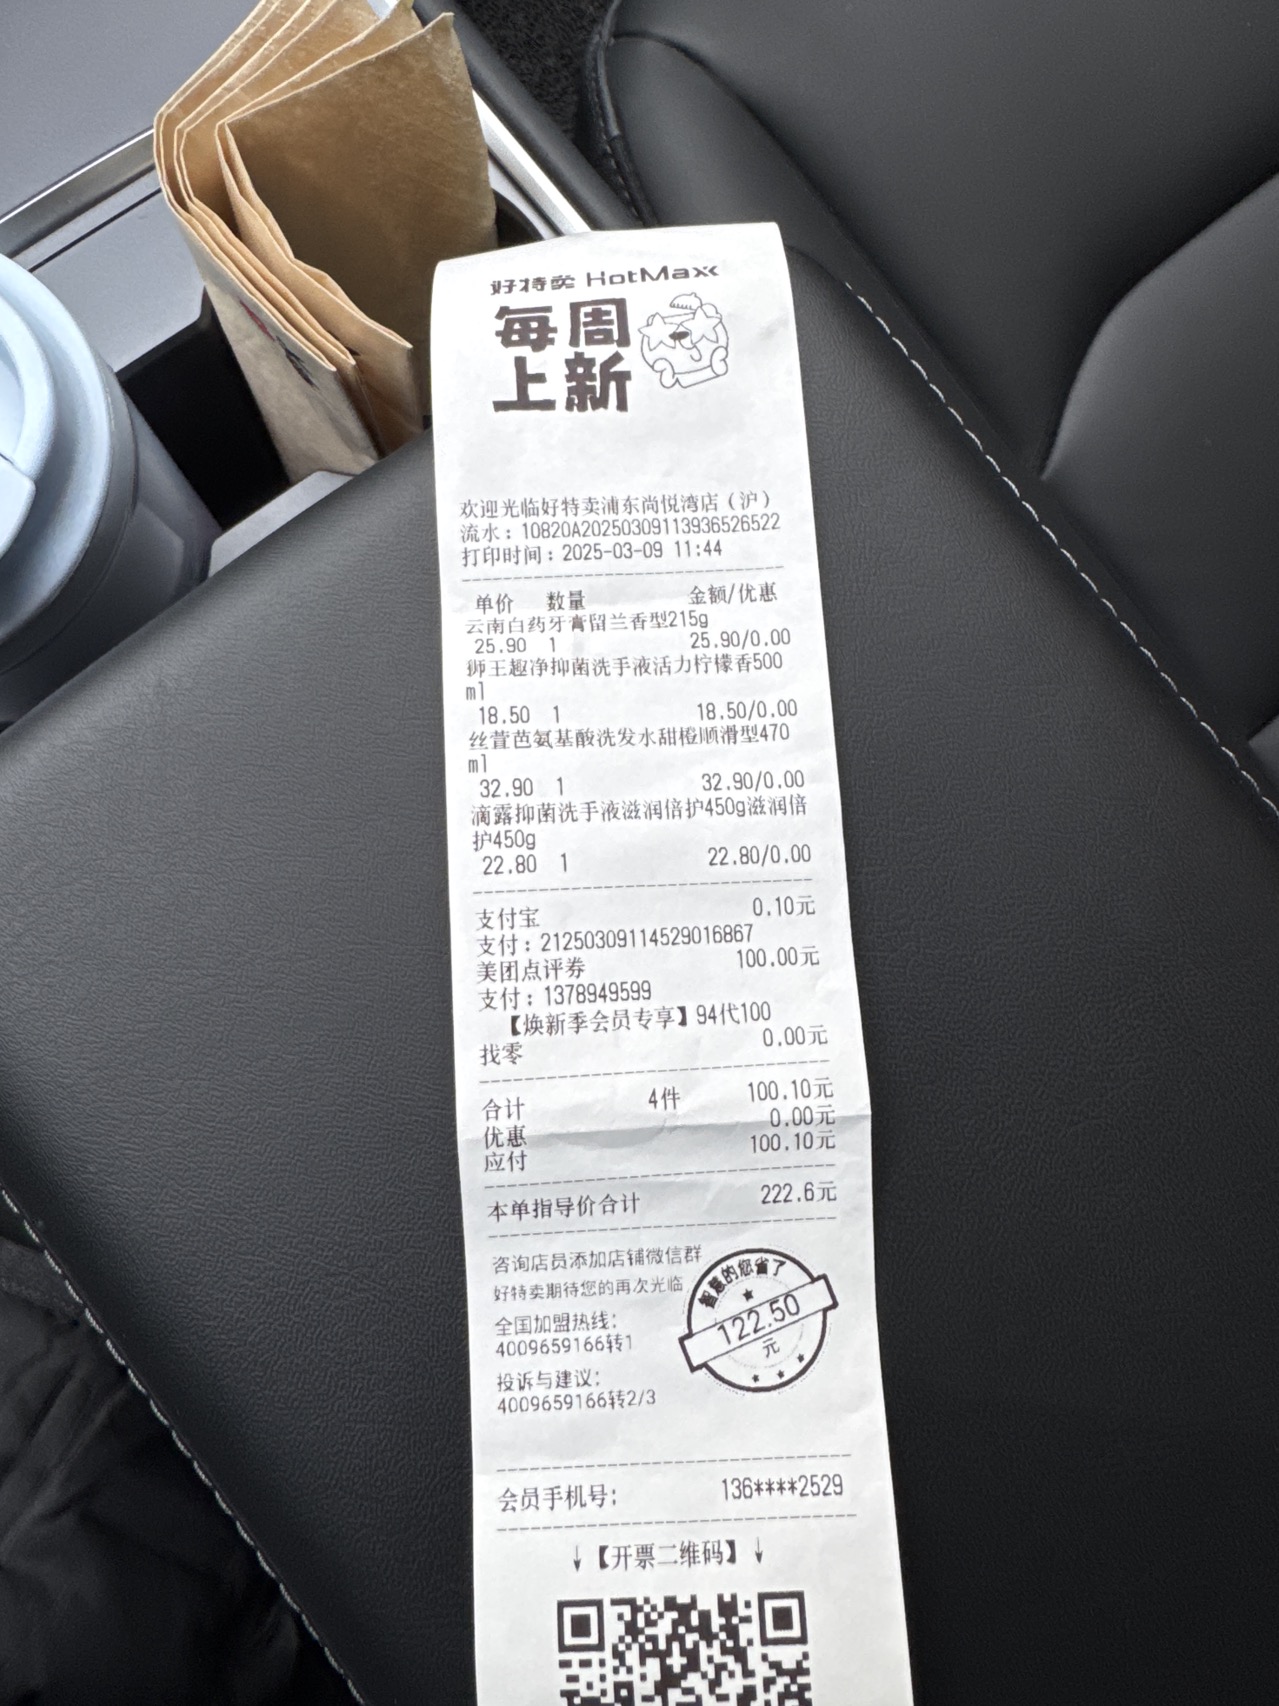 好特卖 HotMaxx
每周
上新
欢迎光临好特卖浦东尚悦湾店（沪）
流水：10820A20250309113936526522
打印时间：2025-03-09 11:44
单价 数量 金额/优惠
云南白药牙膏留兰香型215g
25.90 1 25.90/0.00
狮王趣净抑菌洗手液活力柠檬香500
ml
18.50 1 18.50/0.00
丝萱芭氨基酸洗发水甜橙顺滑型470
ml
32.90 1 32.90/0.00
滴露抑菌洗手液滋润倍护450g滋润倍
护450g
22.80 1 22.80/0.00
支付宝 0.10元
支付：21250309114529016867
美团点评券 100.00元
支付：1378949599
【焕新季会员专享】94代100
找零 0.00元
合计 4件 100.10元
优惠 0.00元
应付 100.10元
本单指导价合计 222.6元
咨询店员添加店铺微信群
好特卖期待您的再次光临
全国加盟热线：
4009659166转1
投诉与建议：
4009659166转2/3
智慧的您省了
122.50
元
会员手机号： 136****2529
↓【开票二维码】↓